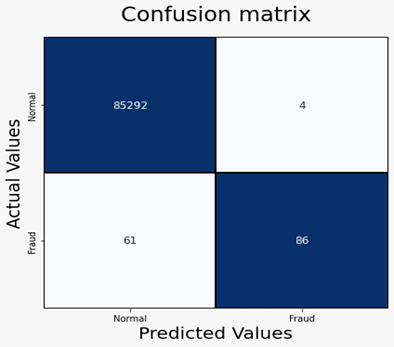 Confusion matrix
Actual Values
Normal
85292
4
Fraud
61
86
Normal
Fraud
Predicted Values